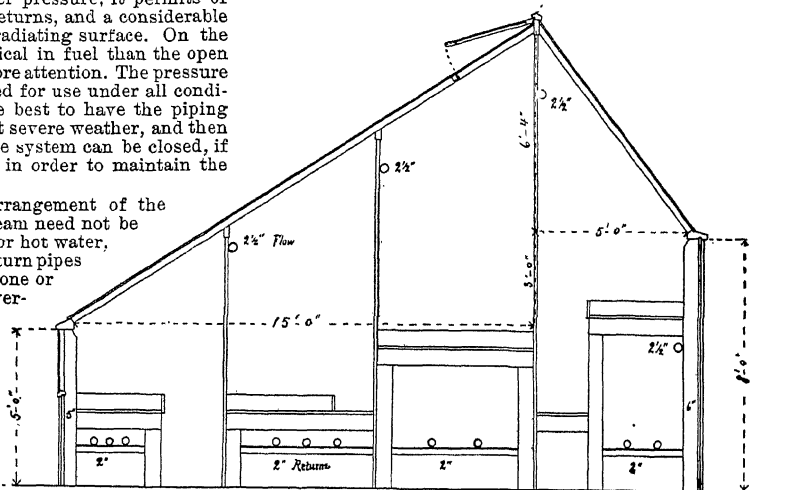 er pressure, it permits of
eturns, and a considerable
radiating surface. On the
ical in fuel than the open
ore attention. The pressure
ed for use under all condi-
e best to have the piping
t severe weather, and then
e system can be closed, if
in order to maintain the
rrangement of the
eam need not be
or hot water,
turn pipes
one or
er-
2½"
6'-4"
2½"
2½" Flow
5'-0"
3'-0"
15'-0"
2½"
8'-0"
5'-0"
5"
6"
2"
2" Return
2"
2"